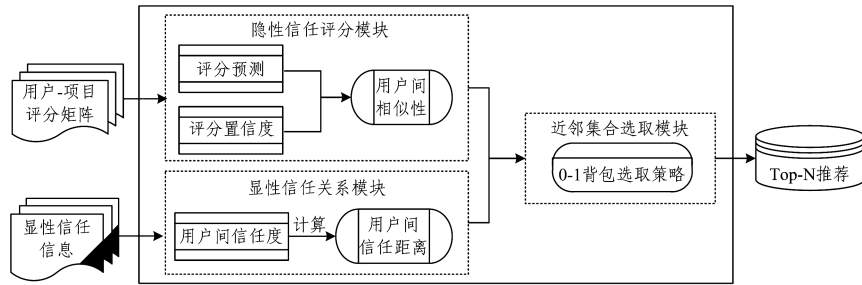 隐性信任评分模块
用户-项目
评分矩阵
评分预测
评分置信度
用户间
相似性
显性信任关系模块
显性信任
信息
用户间信任度
计算
用户间
信任距离
近邻集合选取模块
0-1背包选取策略
Top-N推荐